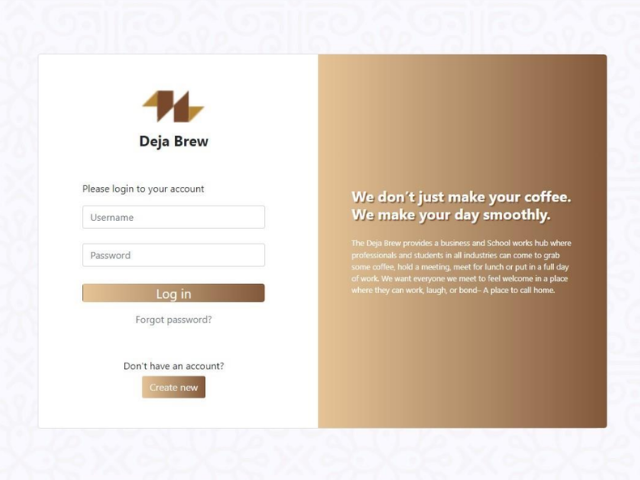 Deja Brew
Please login to your account
Username
Password
Log in
Forgot password?
Don't have an account?
Create new
We don't just make your coffee.
We make your day smoothly.
The Deja Brew provides a business and School works hub where
professionals and students in all industries can come to grab
some coffee, hold a meeting, meet for lunch or put in a full day
of work. We want everyone we meet to feel welcome in a place
where they can work, laugh, or bond- A place to call home.